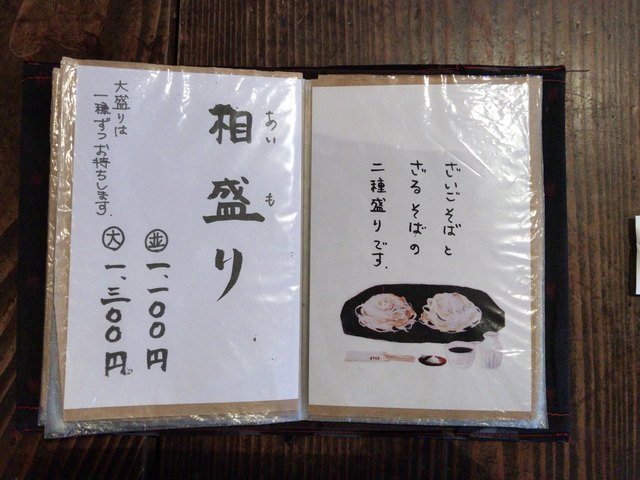 あい も
相盛り
㊤一、一〇〇円
㊅一、三〇〇円
大盛りは
一種ずつお持ちします.
ざいごそばと
ざるそばの
二種盛りです.